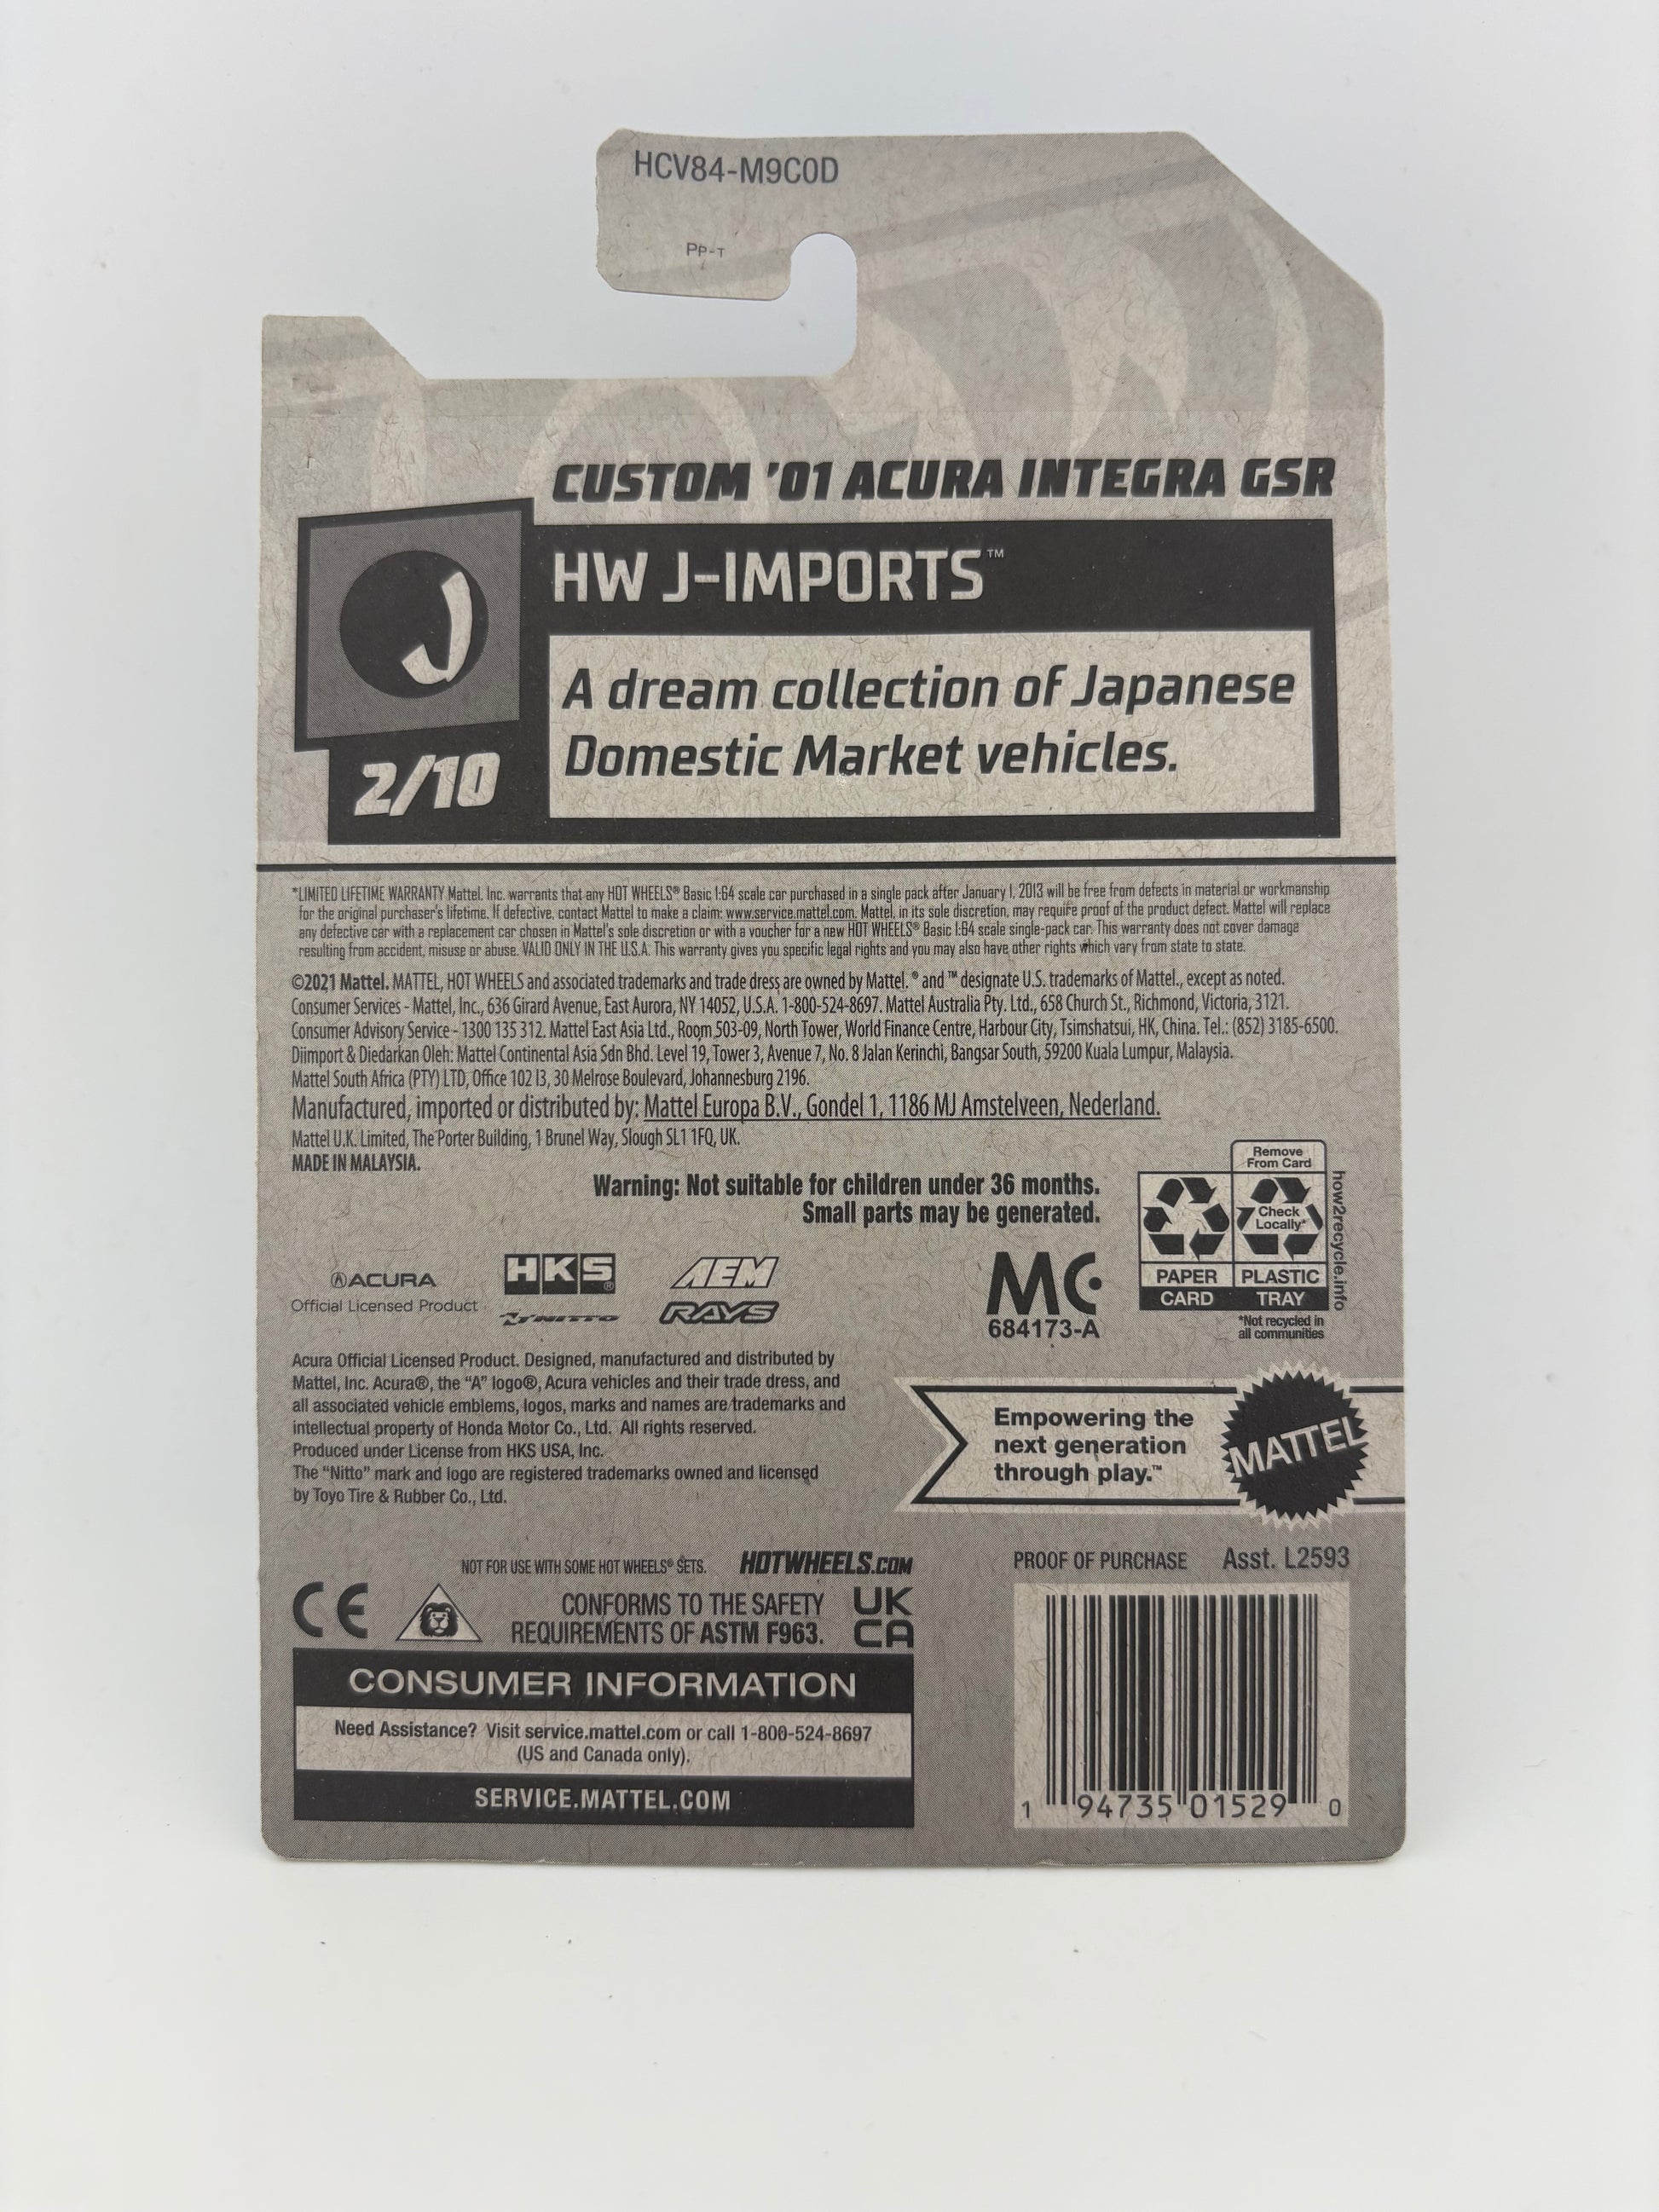 HCV84-M9C0D
PP-T
CUSTOM '01 ACURA INTEGRA GSR
J
HW J-IMPORTS™
A dream collection of Japanese
Domestic Market vehicles.
2/10
*LIMITED LIFETIME WARRANTY Mattel, Inc. warrants that any HOT WHEELS® Basic 1:64 scale car purchased in a single pack after January 1, 2013 will be free from defects in material or workmanship
for the original purchaser's lifetime. If defective, contact Mattel to make a claim: www.service.mattel.com. Mattel, in its sole discretion, may require proof of the product defect. Mattel will replace
any defective car with a replacement car chosen in Mattel's sole discretion or with a voucher for a new HOT WHEELS® Basic 1:64 scale single-pack car. This warranty does not cover damage
resulting from accident, misuse or abuse. VALID ONLY IN THE U.S.A. This warranty gives you specific legal rights and you may also have other rights which vary from state to state.
©2021 Mattel. MATTEL, HOT WHEELS and associated trademarks and trade dress are owned by Mattel. ® and ™ designate U.S. trademarks of Mattel., except as noted.
Consumer Services - Mattel, Inc., 636 Girard Avenue, East Aurora, NY 14052, U.S.A. 1-800-524-8697. Mattel Australia Pty. Ltd., 658 Church St., Richmond, Victoria, 3121.
Consumer Advisory Service - 1300 135 312. Mattel East Asia Ltd., Room 503-09, North Tower, World Finance Centre, Harbour City, Tsimshatsui, HK, China. Tel.: (852) 3185-6500.
Diimport & Diedarkan Oleh: Mattel Continental Asia Sdn Bhd. Level 19, Tower 3, Avenue 7, No. 8 Jalan Kerinchi, Bangsar South, 59200 Kuala Lumpur, Malaysia.
Mattel South Africa (PTY) LTD, Office 102 I3, 30 Melrose Boulevard, Johannesburg 2196.
Manufactured, imported or distributed by: Mattel Europa B.V., Gondel 1, 1186 MJ Amstelveen, Nederland.
Mattel U.K. Limited, The Porter Building, 1 Brunel Way, Slough SL1 1FQ, UK.
MADE IN MALAYSIA.
Warning: Not suitable for children under 36 months.
Small parts may be generated.
Remove
From Card
Check
Locally*
PAPER
CARD
PLASTIC
TRAY
how2recycle.info
*Not recycled in
all communities
ACURA
Official Licensed Product
HKS®
NITTO
AEM
RAYS
MC
684173-A
Acura Official Licensed Product. Designed, manufactured and distributed by
Mattel, Inc. Acura®, the “A” logo®, Acura vehicles and their trade dress, and
all associated vehicle emblems, logos, marks and names are trademarks and
intellectual property of Honda Motor Co., Ltd. All rights reserved.
Produced under License from HKS USA, Inc.
The “Nitto” mark and logo are registered trademarks owned and licensed
by Toyo Tire & Rubber Co., Ltd.
Empowering the
next generation
through play.™
MATTEL
NOT FOR USE WITH SOME HOT WHEELS® SETS.
HOTWHEELS.COM
CE
CONFORMS TO THE SAFETY
REQUIREMENTS OF ASTM F963.
UK
CA
CONSUMER INFORMATION
Need Assistance? Visit service.mattel.com or call 1-800-524-8697
(US and Canada only).
SERVICE.MATTEL.COM
PROOF OF PURCHASE Asst. L2593
1 94735 01529 0